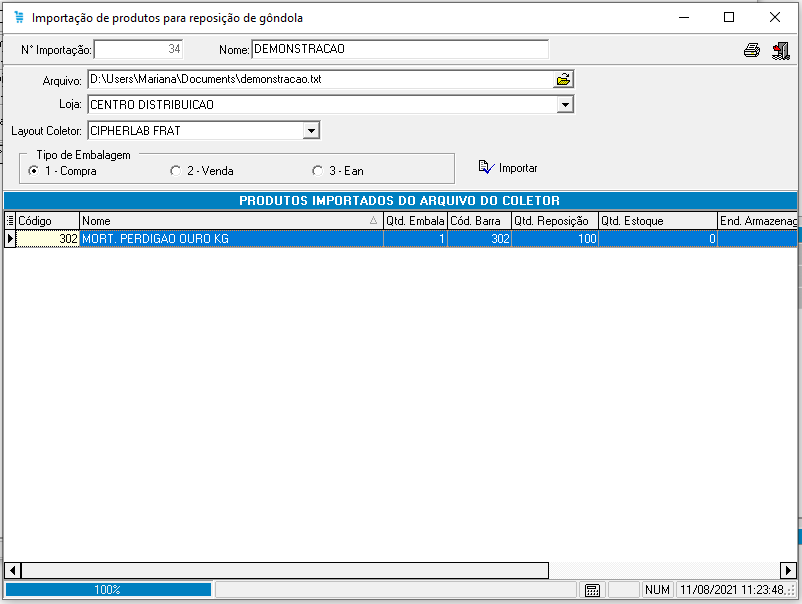 Importação de produtos para reposição de gôndola
N° Importação: 34 Nome: DEMONSTRACAO
Arquivo: D:\Users\Mariana\Documents\demonstracao.txt
Loja: CENTRO DISTRIBUICAO
Layout Coletor: CIPHERLAB FRAT
Tipo de Embalagem
1 - Compra 2 - Venda 3 - Ean Importar
PRODUTOS IMPORTADOS DO ARQUIVO DO COLETOR
Código Nome Qtd. Embala Cód. Barra Qtd. Reposição Qtd. Estoque End. Armazenag
302 MORT. PERDIGAO OURO KG 1 302 100 0
100% NUM 11/08/2021 11:23:48